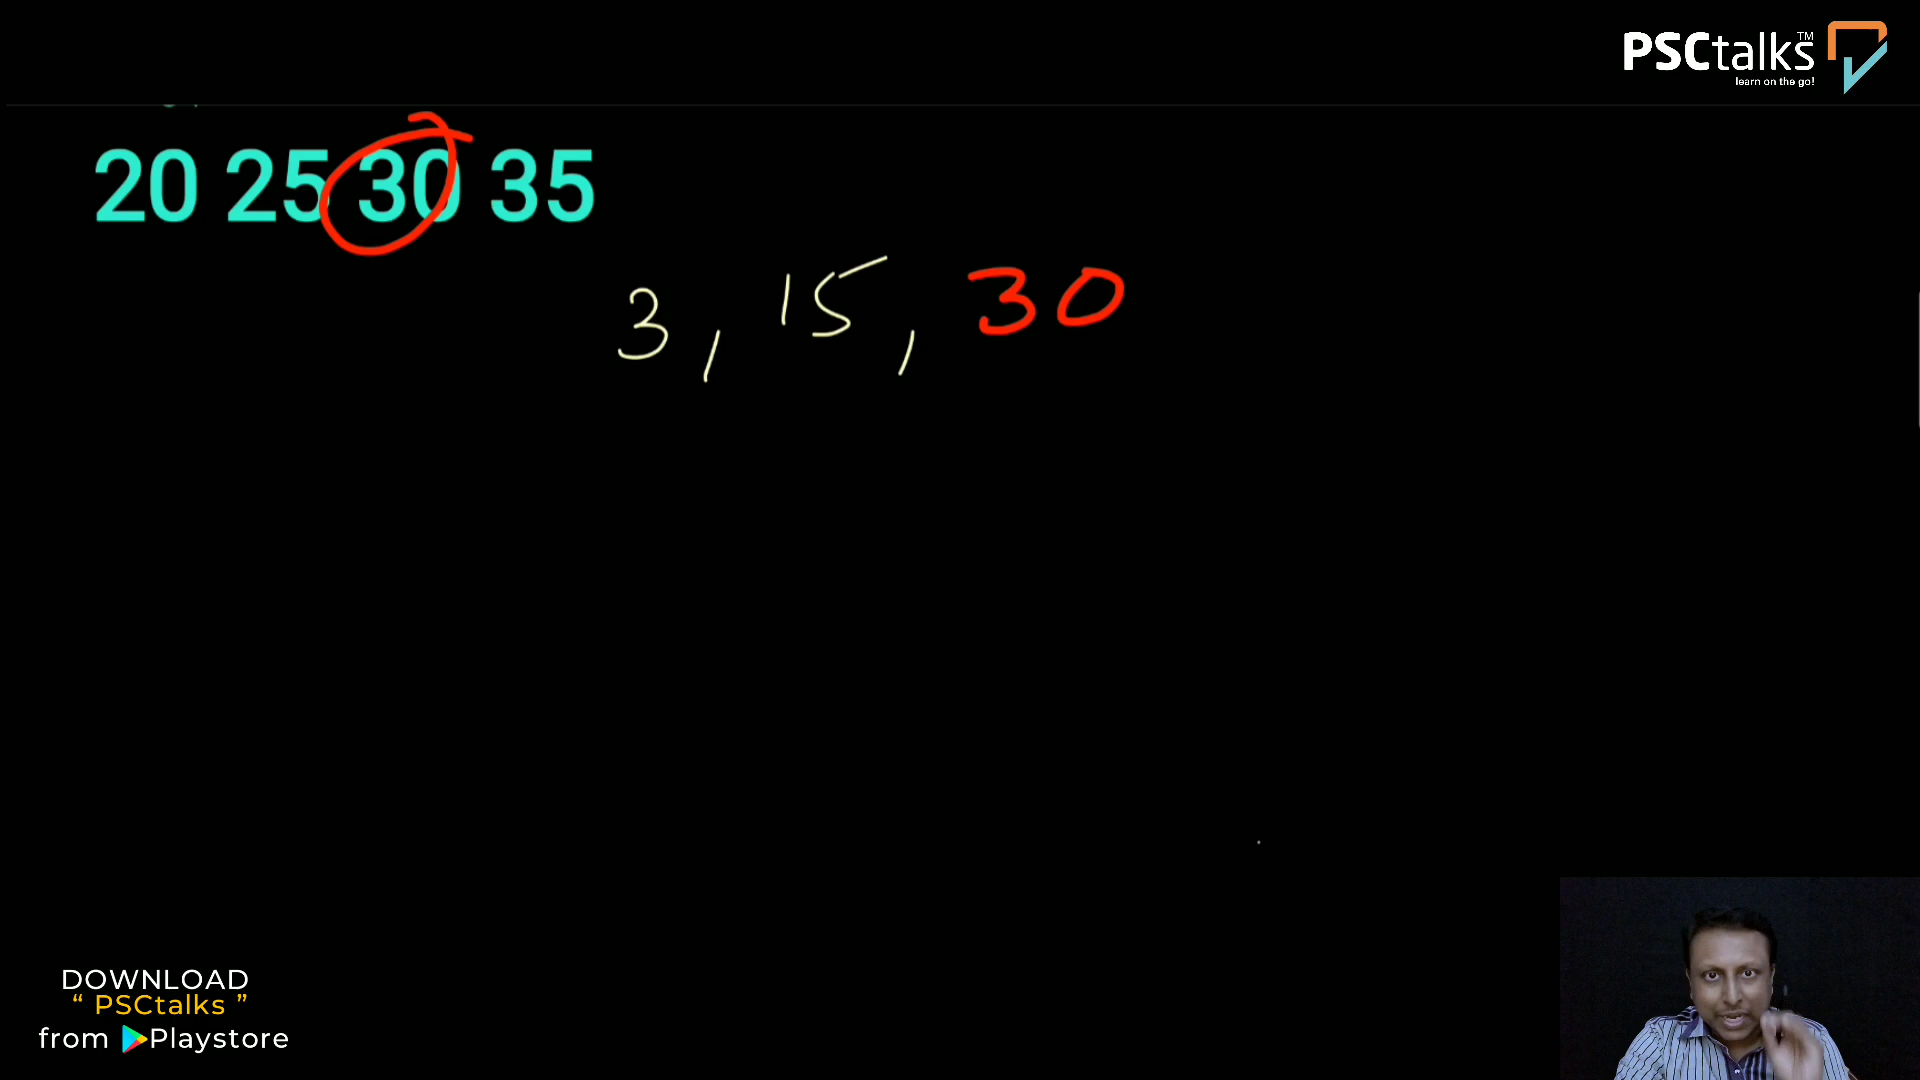 PSCtalks™
learn on the go!
20 25 30 35
3, 15, 30
DOWNLOAD
“ PSCtalks ”
from Playstore